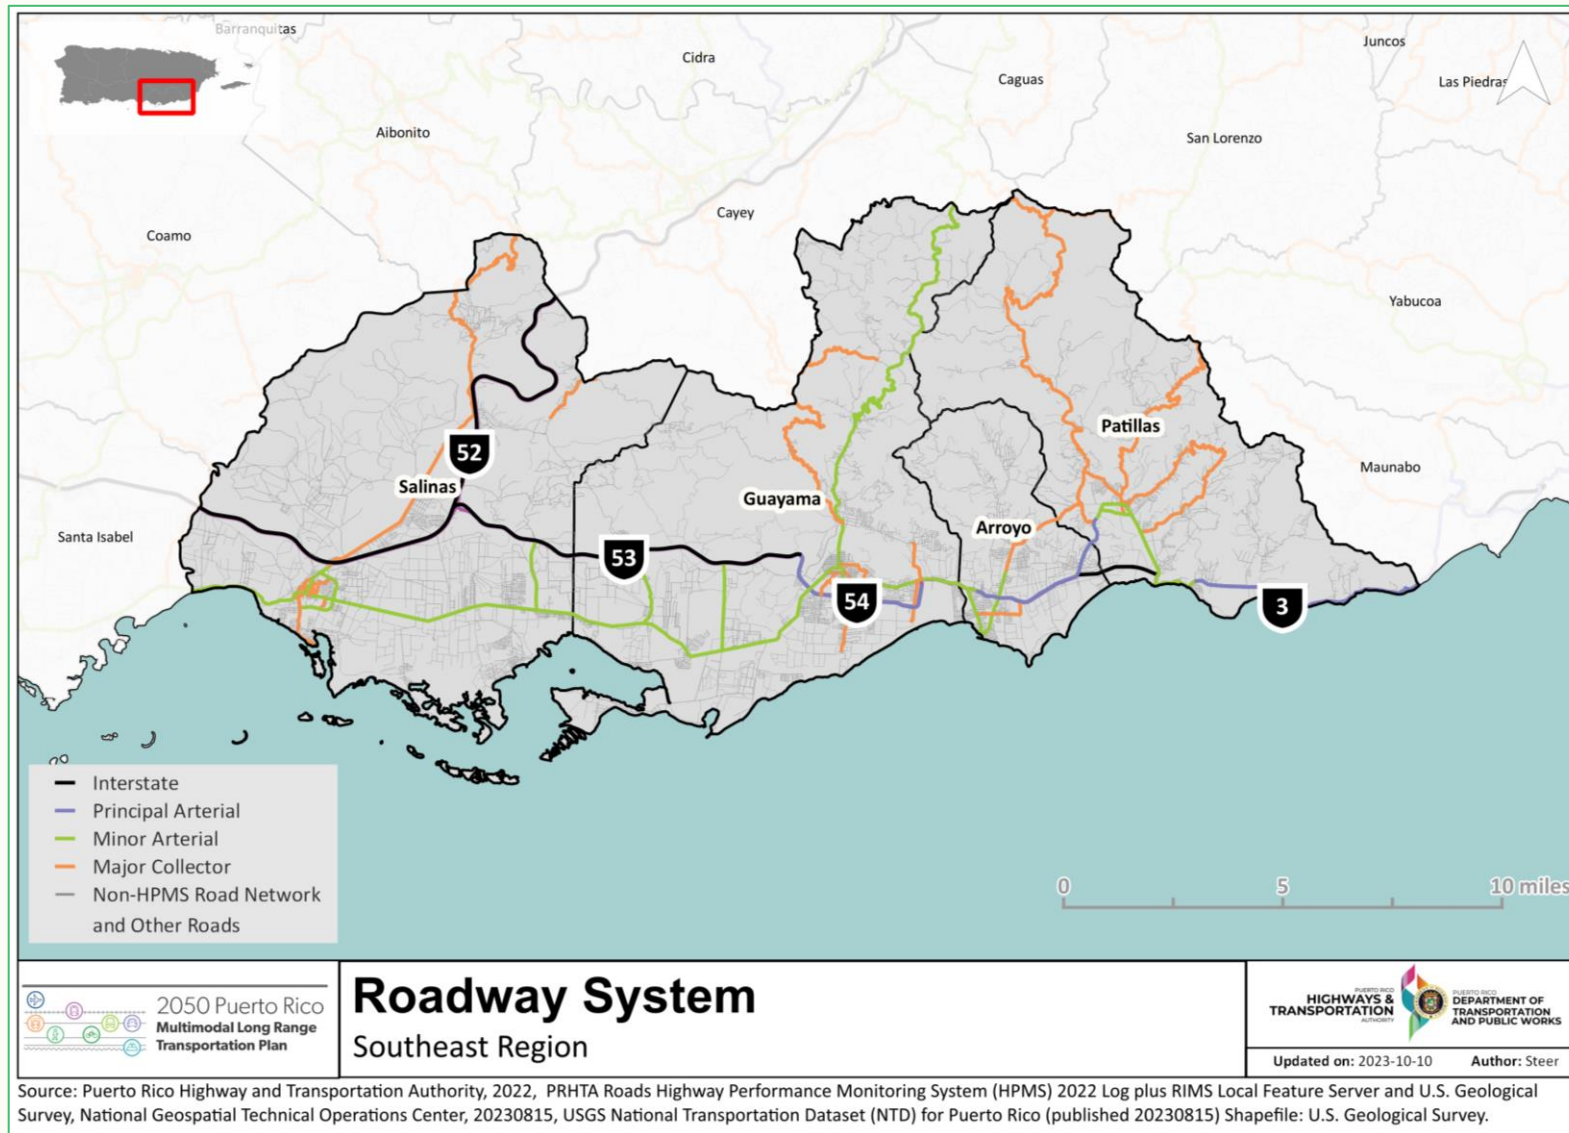 Barranquitas
Cidra
Juncos
Caguas
Las Piedras
Aibonito
San Lorenzo
Cayey
Coamo
Yabucoa
Patillas
52
Salinas
Guayama
Maunabo
Arroyo
Santa Isabel
53
54
3
Interstate
Principal Arterial
Minor Arterial
Major Collector
Non-HPMS Road Network
and Other Roads
0 5 10 miles
2050 Puerto Rico
Multimodal Long Range
Transportation Plan
Roadway System
Southeast Region
PUERTO RICO
HIGHWAYS &
TRANSPORTATION
AUTHORITY
PUERTO RICO
DEPARTMENT OF
TRANSPORTATION
AND PUBLIC WORKS
Updated on: 2023-10-10 Author: Steer
Source: Puerto Rico Highway and Transportation Authority, 2022, PRHTA Roads Highway Performance Monitoring System (HPMS) 2022 Log plus RIMS Local Feature Server and U.S. Geological
Survey, National Geospatial Technical Operations Center, 20230815, USGS National Transportation Dataset (NTD) for Puerto Rico (published 20230815) Shapefile: U.S. Geological Survey.